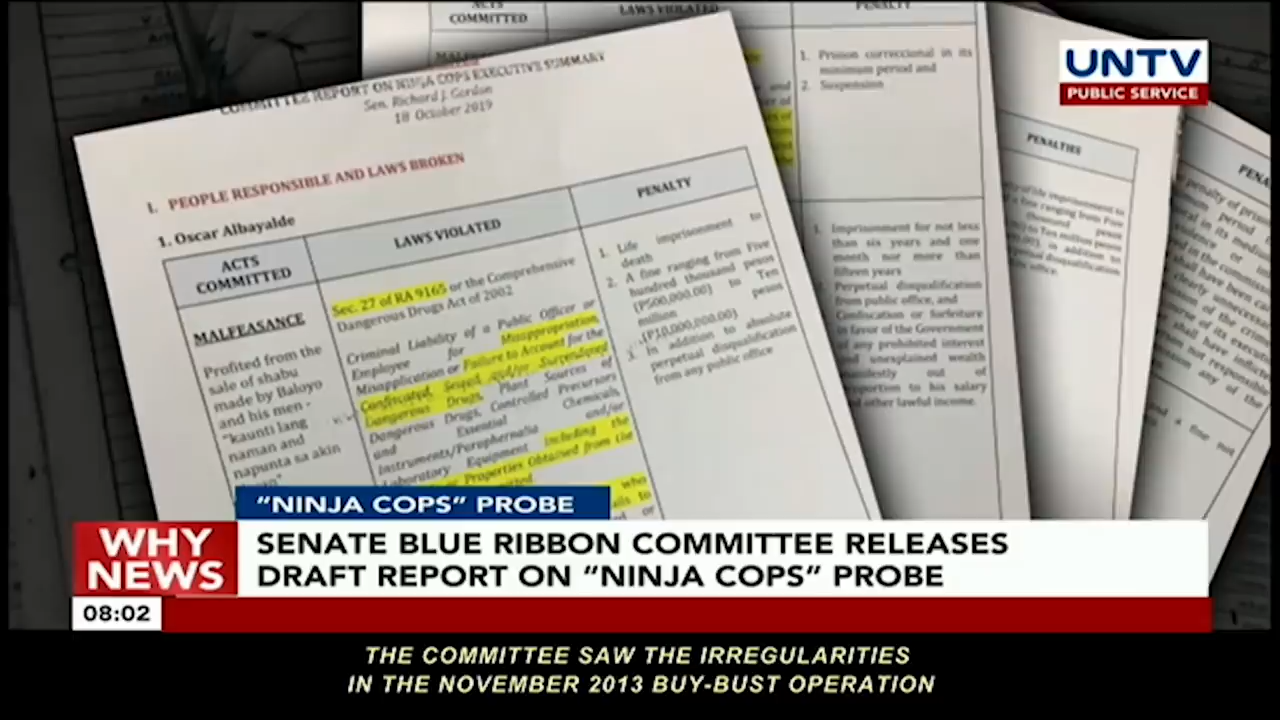 UNTV
PUBLIC SERVICE
COMMITTEE REPORT ON NINJA COPS EXECUTIVE SUMMARY
Sen. Richard J. Gordon
18 October 2019
I. PEOPLE RESPONSIBLE AND LAWS BROKEN
1. Oscar Albayalde
ACTS
COMMITTED
LAWS VIOLATED
PENALTY
MALFEASANCE
Profited from the
sale of shabu
made by Baloyo
and his men -
"kaunti lang
naman and
napunta sa akin
Sec. 27 of RA 9165 or the Comprehensive
Dangerous Drugs Act of 2002
Criminal Liability of a Public Officer or
Employee for Misappropriation,
Misapplication or Failure to Account for the
Confiscated, Seized and/or Surrendered
Dangerous Drugs, Plant Sources of
Dangerous Drugs, Controlled Precursors
and Essential Chemicals,
Instruments/Paraphernalia and/or
Laboratory Equipment Including the
Properties Obtained from the
who
1. Life imprisonment to
death
2. A fine ranging from Five
hundred thousand pesos
(P500,000.00) to Ten
million pesos
(P10,000,000.00)
3. In addition to absolute
perpetual disqualification
from any public office
ACTS
COMMITTED
LAWS VIOLATED
PENALTY
1. Prision correccional in its
minimum period and
2. Suspension
1. Imprisonment for not less
than six years and one
month nor more than
fifteen years
2. Perpetual disqualification
from public office, and
Confiscation or forfeiture
in favor of the Government
of any prohibited interest
and unexplained wealth
manifestly out of
proportion to his salary
and other lawful income.
PENALTIES
"NINJA COPS" PROBE
WHY
NEWS
SENATE BLUE RIBBON COMMITTEE RELEASES
DRAFT REPORT ON "NINJA COPS" PROBE
08:02
THE COMMITTEE SAW THE IRREGULARITIES
IN THE NOVEMBER 2013 BUY-BUST OPERATION